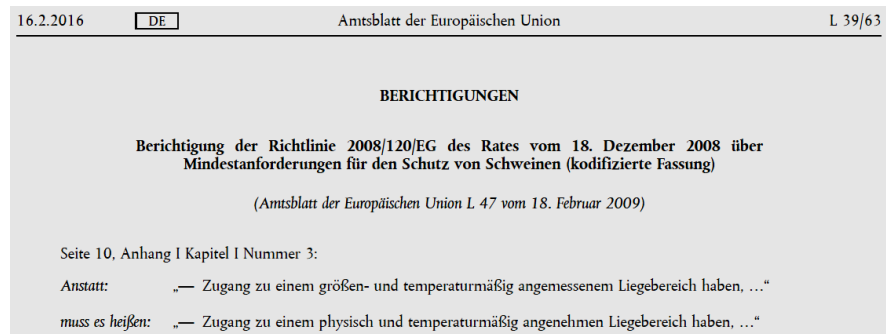 16.2.2016 DE Amtsblatt der Europäischen Union L 39/63
BERICHTIGUNGEN
Berichtigung der Richtlinie 2008/120/EG des Rates vom 18. Dezember 2008 über
Mindestanforderungen für den Schutz von Schweinen (kodifizierte Fassung)
(Amtsblatt der Europäischen Union L 47 vom 18. Februar 2009)
Seite 10, Anhang I Kapitel I Nummer 3:
Anstatt: „— Zugang zu einem größen- und temperaturmäßig angemessenem Liegebereich haben, …“
muss es heißen: „— Zugang zu einem physisch und temperaturmäßig angenehmen Liegebereich haben, …“